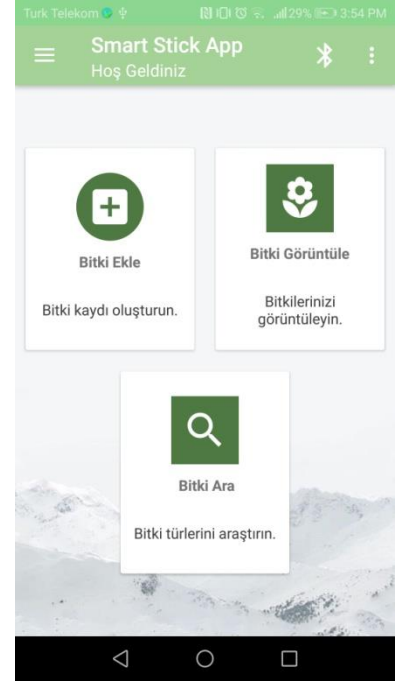 Turk Telekom 29% 3:54 PM
Smart Stick App
Hoş Geldiniz
Bitki Ekle
Bitki kaydı oluşturun.
Bitki Görüntüle
Bitkilerinizi
görüntüleyin.
Bitki Ara
Bitki türlerini araştırın.